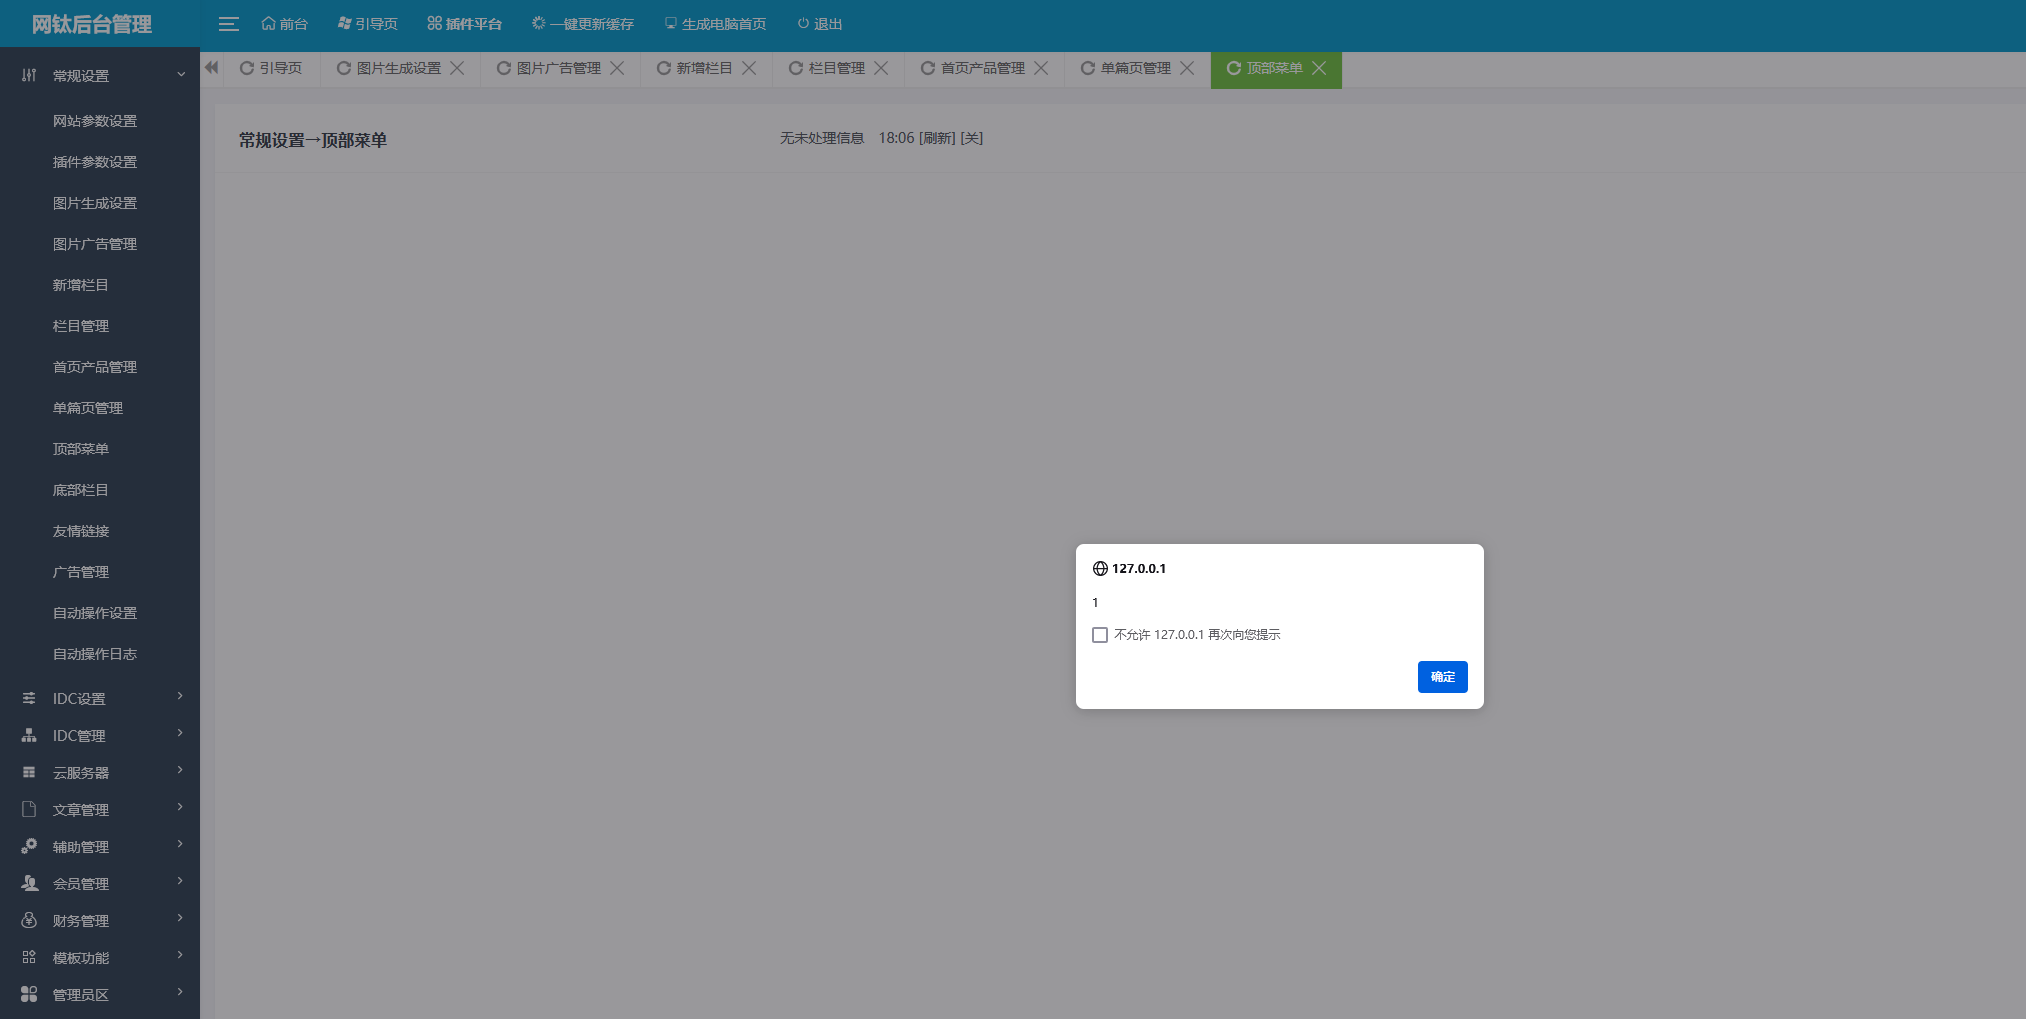 网钛后台管理
前台 引导页 插件平台 一键更新缓存 生成电脑首页 退出
引导页 图片生成设置 图片广告管理 新增栏目 栏目管理 首页产品管理 单篇页管理 顶部菜单
常规设置
网站参数设置
插件参数设置
图片生成设置
图片广告管理
新增栏目
栏目管理
首页产品管理
单篇页管理
顶部菜单
底部栏目
友情链接
广告管理
自动操作设置
自动操作日志
IDC设置
IDC管理
云服务器
文章管理
辅助管理
会员管理
财务管理
模板功能
管理员区
常规设置→顶部菜单
无未处理信息 18:06 [刷新] [关]
127.0.0.1
1
不允许 127.0.0.1 再次向您提示
确定